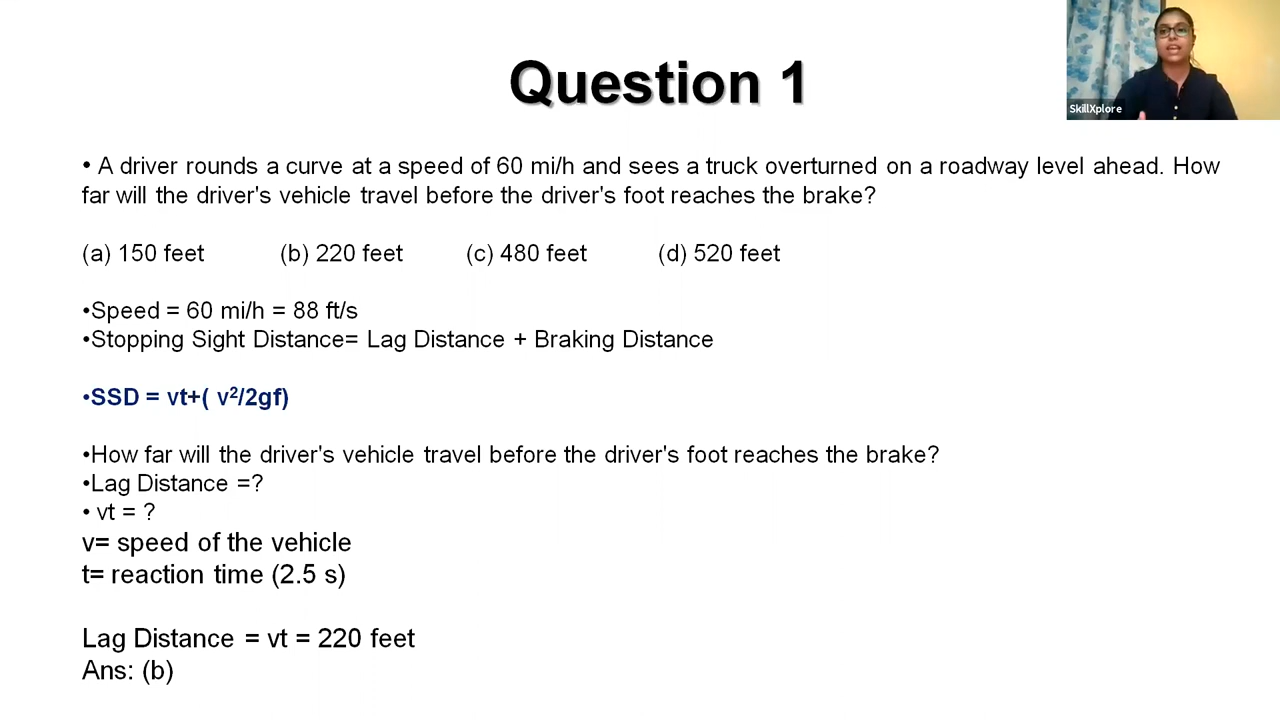 Question 1
SkillXplore
• A driver rounds a curve at a speed of 60 mi/h and sees a truck overturned on a roadway level ahead. How
far will the driver's vehicle travel before the driver's foot reaches the brake?
(a) 150 feet (b) 220 feet (c) 480 feet (d) 520 feet
•Speed = 60 mi/h = 88 ft/s
•Stopping Sight Distance= Lag Distance + Braking Distance
•SSD = vt+( v²/2gf)
•How far will the driver's vehicle travel before the driver's foot reaches the brake?
•Lag Distance =?
• vt = ?
v= speed of the vehicle
t= reaction time (2.5 s)
Lag Distance = vt = 220 feet
Ans: (b)